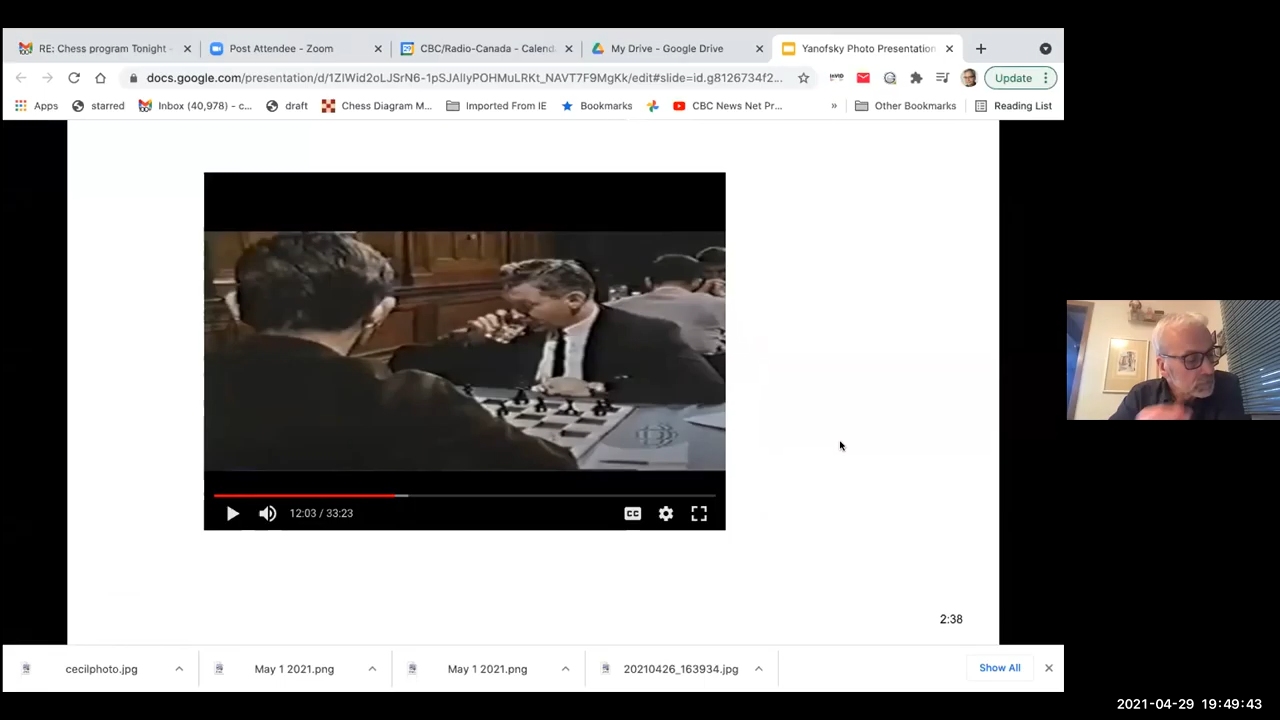 RE: Chess program Tonight -
Post Attendee - Zoom
CBC/Radio-Canada - Calend
My Drive - Google Drive
Yanofsky Photo Presentation
docs.google.com/presentation/d/1ZIWid2oLJSrN6-1pSJAIlyPOHMuLRKt_NAVT7F9MgKk/edit#slide=id.g8126734f2...
Update
Apps
starred
Inbox (40,978) - c...
draft
Chess Diagram M...
Imported From IE
Bookmarks
CBC News Net Pr...
»
Other Bookmarks
Reading List
12:03 / 33:23
CC
2:38
cecilphoto.jpg
May 1 2021.png
May 1 2021.png
20210426_163934.jpg
Show All
2021-04-29 19:49:43